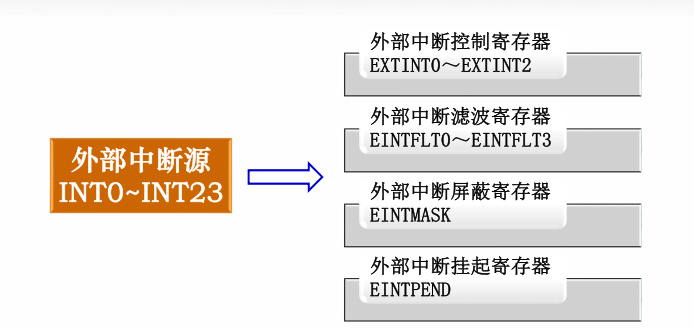 外部中断源
INT0~INT23
外部中断控制寄存器
EXTINT0～EXTINT2
外部中断滤波寄存器
EINTFLT0～EINTFLT3
外部中断屏蔽寄存器
EINTMASK
外部中断挂起寄存器
EINTPEND